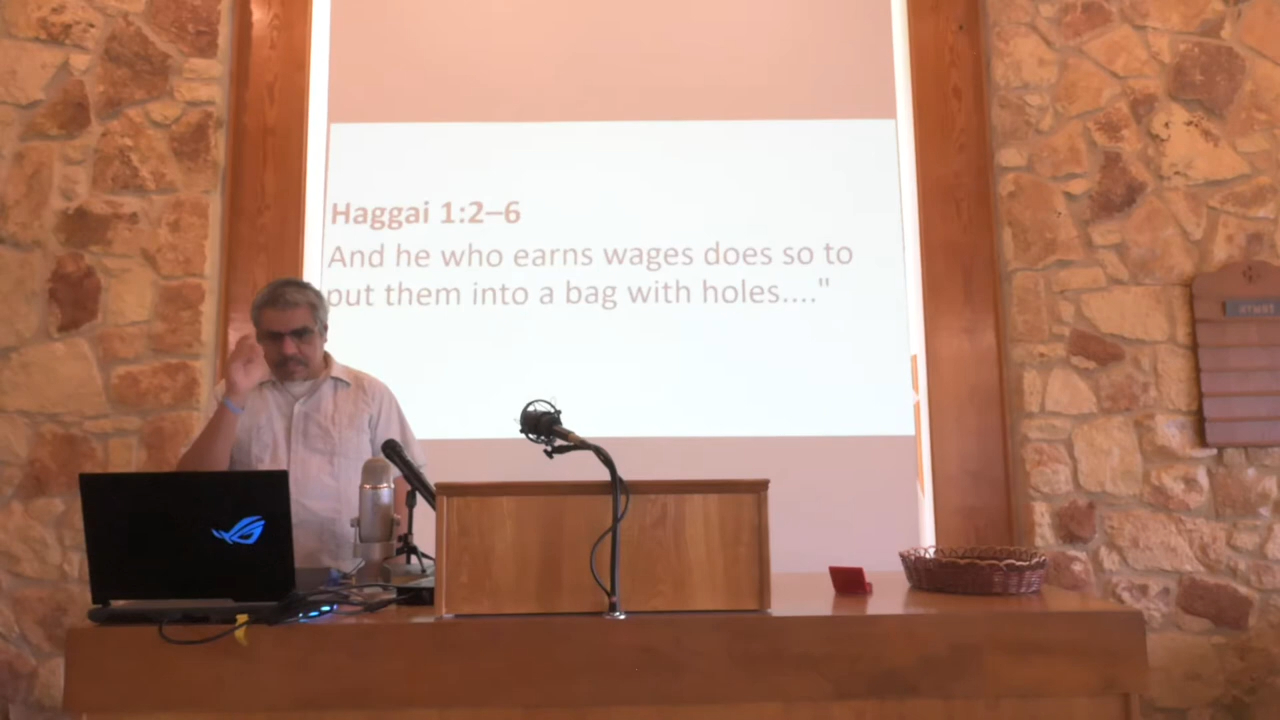 Haggai 1:2–6
And he who earns wages does so to
put them into a bag with holes...."